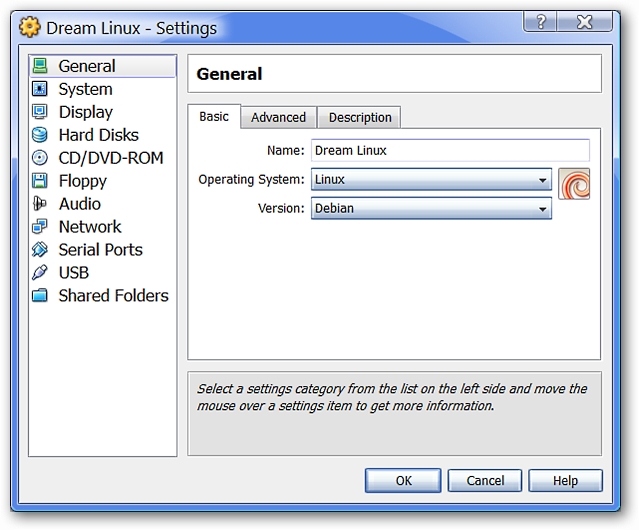 Dream Linux - Settings
?
General
System
Display
Hard Disks
CD/DVD-ROM
Floppy
Audio
Network
Serial Ports
USB
Shared Folders
General
Basic Advanced Description
Name: Dream Linux
Operating System: Linux
Version: Debian
Select a settings category from the list on the left side and move the
mouse over a settings item to get more information.
OK Cancel Help